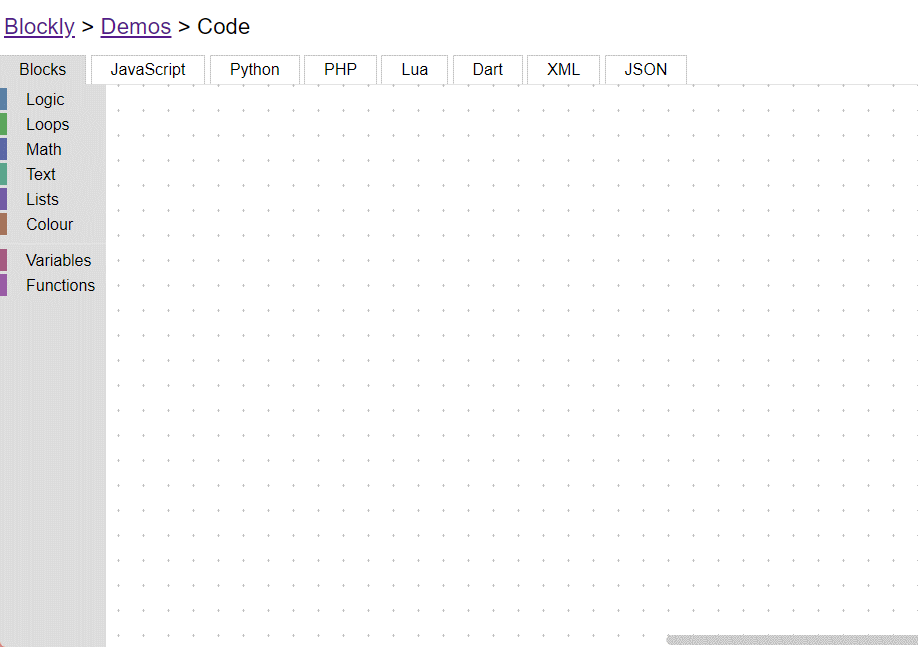 Blockly > Demos > Code
Blocks JavaScript Python PHP Lua Dart XML JSON
Logic
Loops
Math
Text
Lists
Colour
Variables
Functions